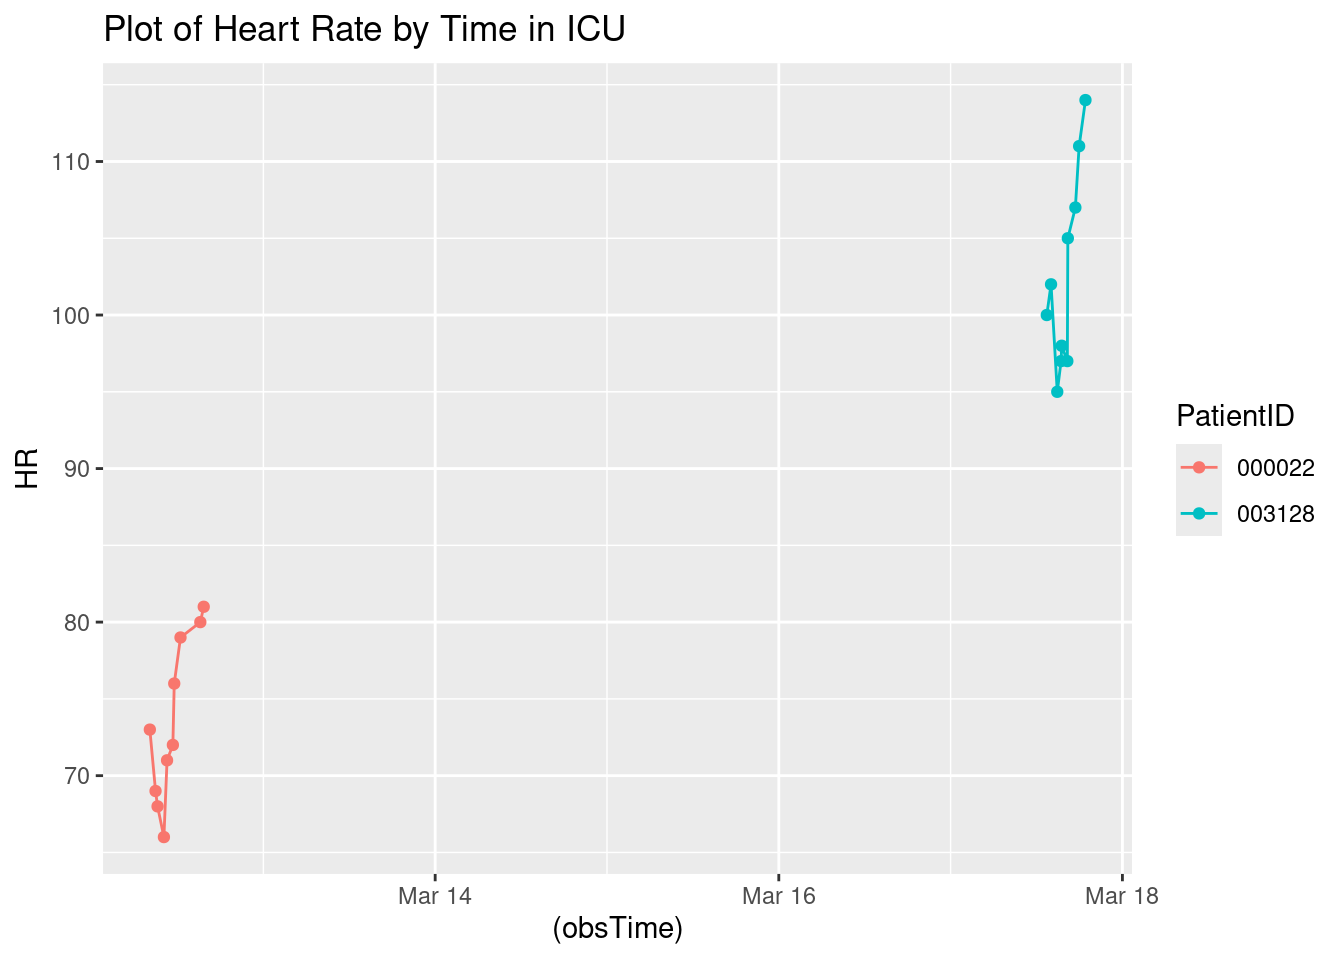 Plot of Heart Rate by Time in ICU
110
100
90
80
70
HR
Mar 14
Mar 16
Mar 18
(obsTime)
PatientID
000022
003128